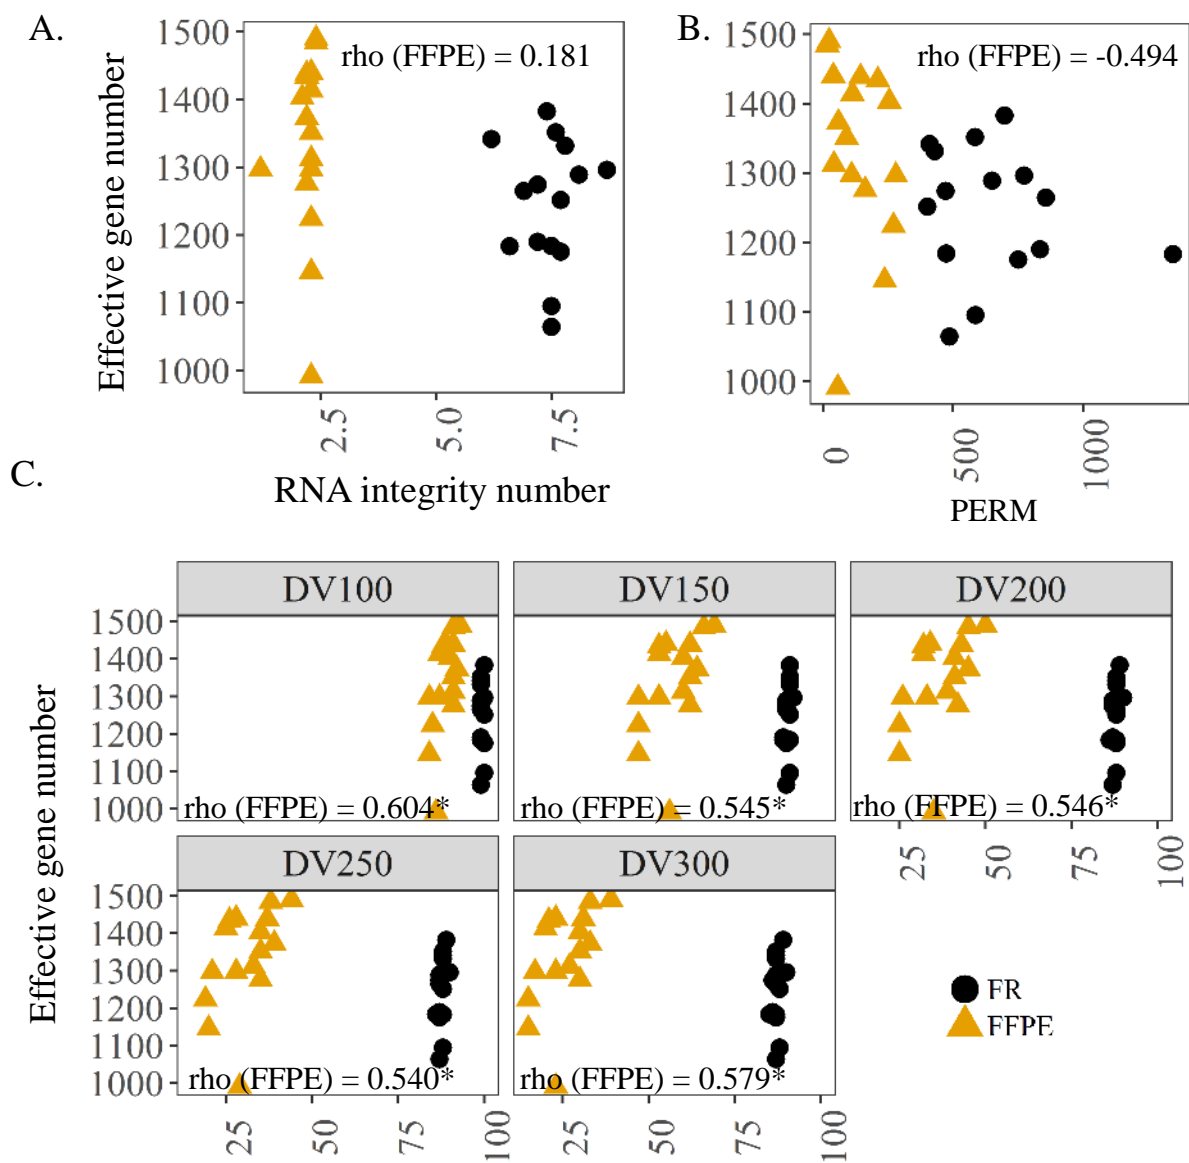 A.
rho (FFPE) = 0.181
Effective gene number
1500
1400
1300
1200
1100
1000
2.5
5.0
7.5
RNA integrity number
B.
rho (FFPE) = -0.494
1500
1400
1300
1200
1100
1000
0
500
1000
PERM
C.
Effective gene number
DV100
DV150
DV200
1500
1400
1300
1200
1100
1000
rho (FFPE) = 0.604*
rho (FFPE) = 0.545*
rho (FFPE) = 0.546*
25
50
75
100
DV250
DV300
1500
1400
1300
1200
1100
1000
rho (FFPE) = 0.540*
rho (FFPE) = 0.579*
25
50
75
100
25
50
75
100
FR
FFPE